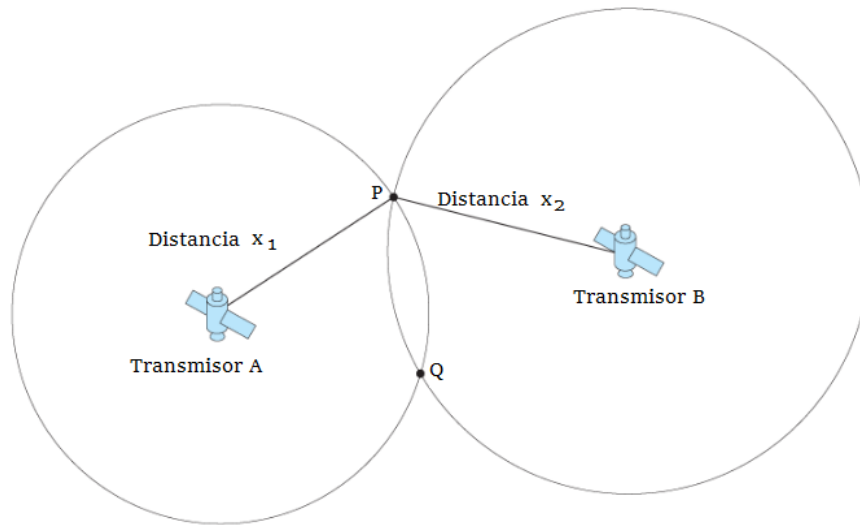 P
Distancia x₂
Distancia x₁
Transmisor B
Transmisor A
Q